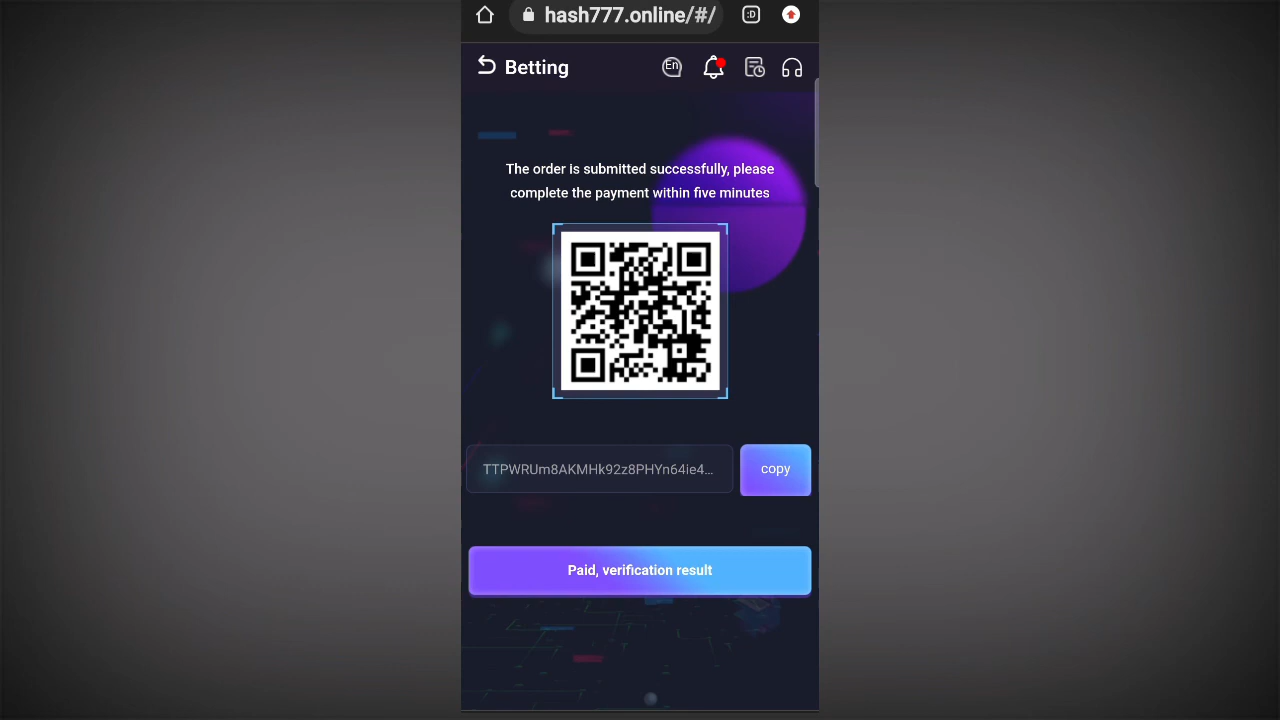 hash777.online/#/
:D
Betting
En
The order is submitted successfully, please
complete the payment within five minutes
TTPWRUm8AKMHk92z8PHYn64ie4...
copy
Paid, verification result